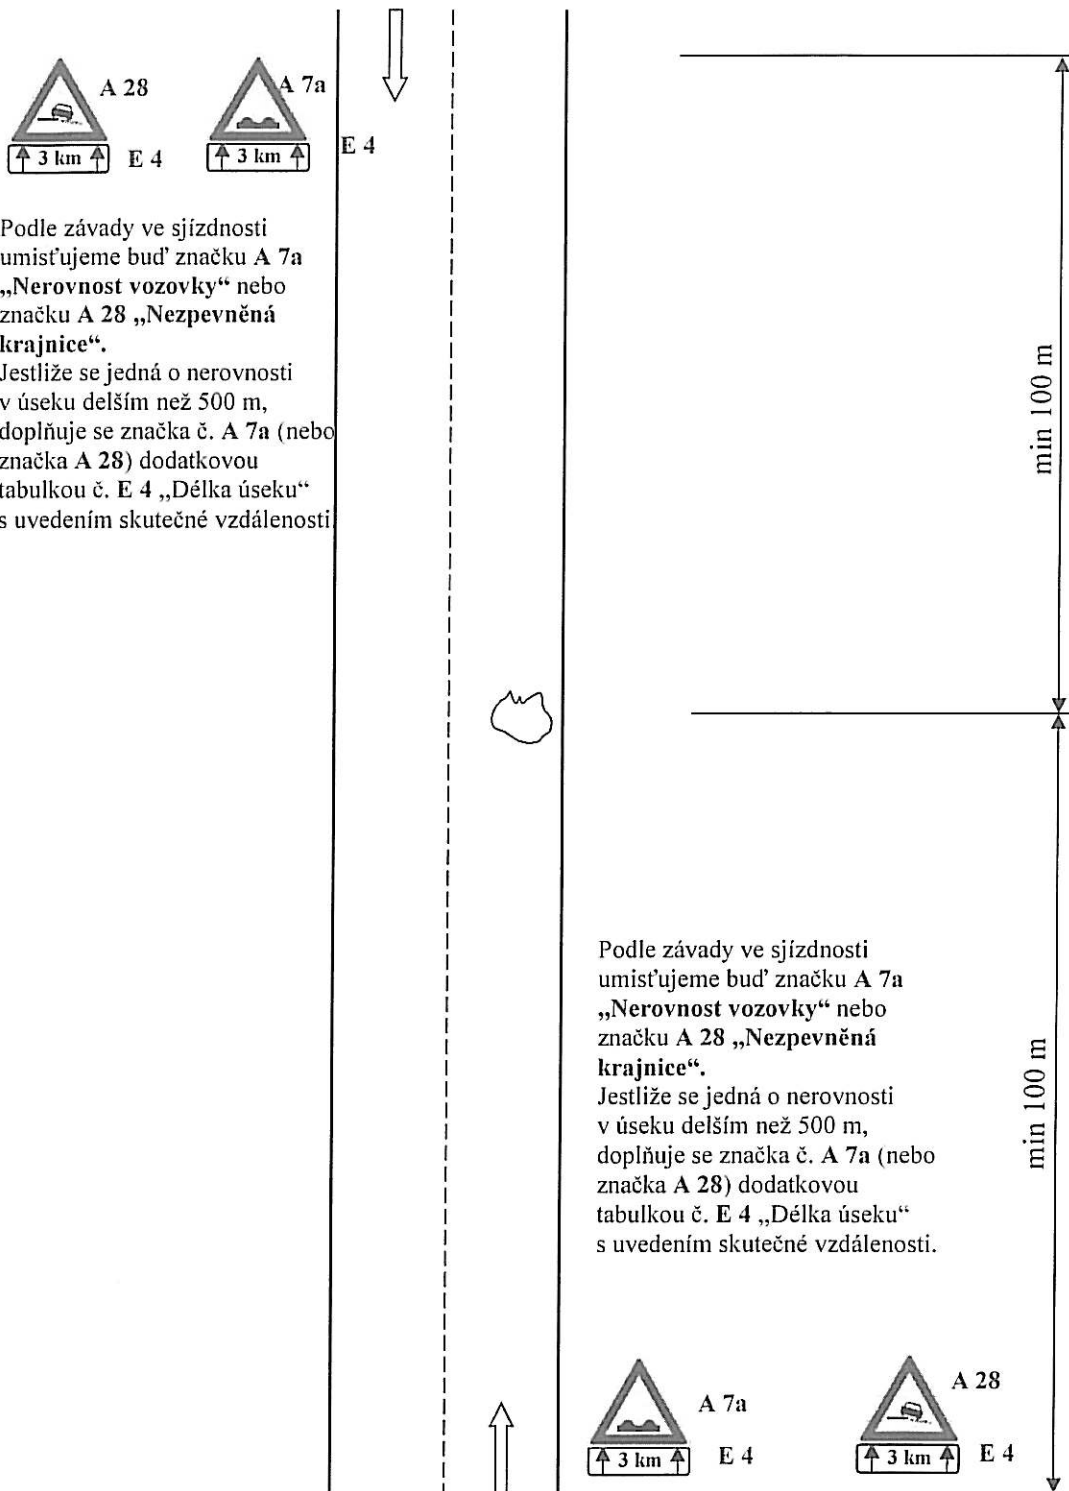 A 28
A 7a
3 km
E 4
3 km
E 4
Podle závady ve sjízdnosti
umisťujeme buď značku A 7a
„Nerovnost vozovky“ nebo
značku A 28 „Nezpevněná
krajnice“.
Jestliže se jedná o nerovnosti
v úseku delším než 500 m,
doplňuje se značka č. A 7a (nebo
značka A 28) dodatkovou
tabulkou č. E 4 „Délka úseku“
s uvedením skutečné vzdálenosti
min 100 m
Podle závady ve sjízdnosti
umisťujeme buď značku A 7a
„Nerovnost vozovky“ nebo
značku A 28 „Nezpevněná
krajnice“.
Jestliže se jedná o nerovnosti
v úseku delším než 500 m,
doplňuje se značka č. A 7a (nebo
značka A 28) dodatkovou
tabulkou č. E 4 „Délka úseku“
s uvedením skutečné vzdálenosti.
min 100 m
A 7a
A 28
3 km
E 4
3 km
E 4